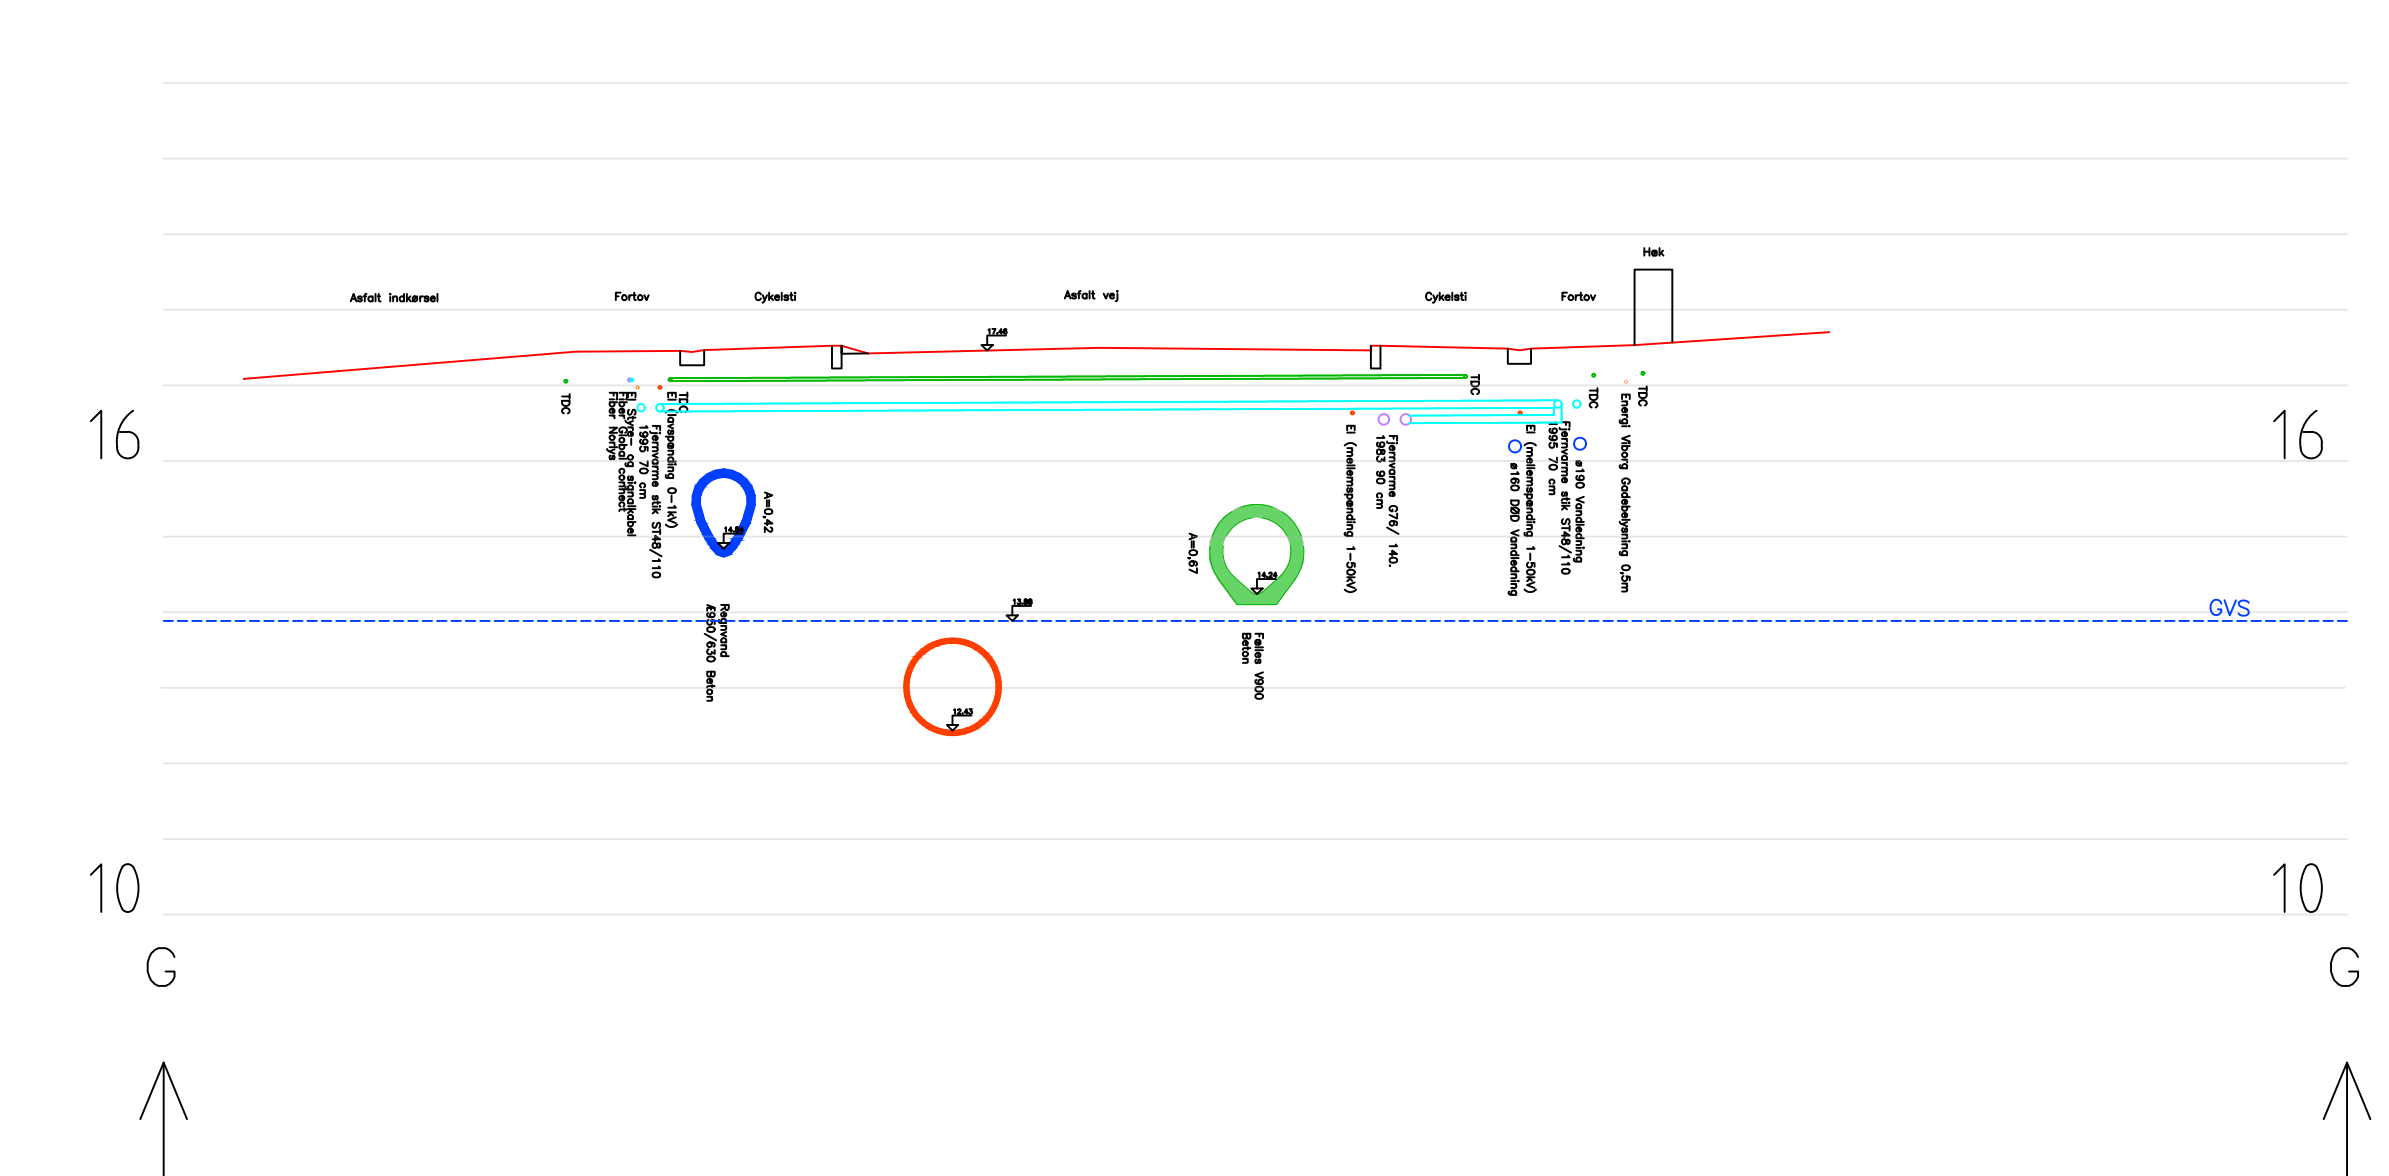 Hæk
Asfalt indkørsel
Fortov
Cykelsti
Asfalt vej
Cykelsti
Fortov
17.46
TDC
Fiber Norlys
Fiber Global connect
El Styre- og signalkabel
1995 70 cm
Fjernvarme stik ST48/110
El (lavspænding 0-1kV)
TDC
A=0,42
Regnvand
Æ950/630 Beton
13.88
12.43
A=0,67
14.24
Fælles V900
Beton
El (mellemspænding 1-50kV)
Fjernvarme G76/ 140.
1983 90 cm
TDC
ø160 DØD Vandledning
El (mellemspænding 1-50kV)
Fjernvarme stik ST48/110
1995 70 cm
ø190 Vandledning
TDC
Energi Viborg Gadebelysning 0,5m
TDC
16
16
GVS
10
10
G
G